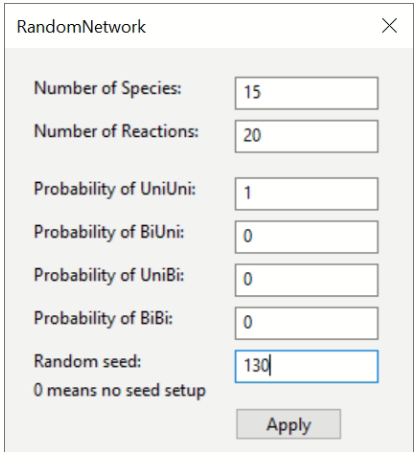 RandomNetwork
Number of Species: 15
Number of Reactions: 20
Probability of UniUni: 1
Probability of BiUni: 0
Probability of UniBi: 0
Probability of BiBi: 0
Random seed: 130
0 means no seed setup
Apply